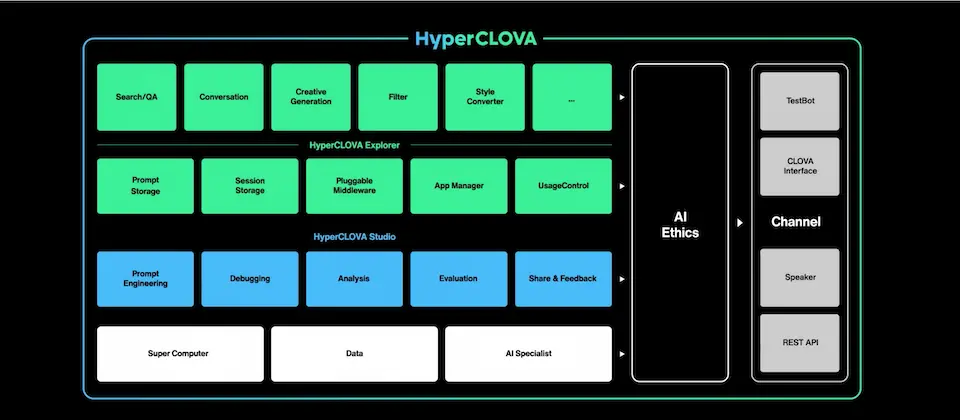 HyperCLOVA
Search/QA
Conversation
Creative
Generation
Filter
Style
Converter
...
HyperCLOVA Explorer
Prompt
Storage
Session
Storage
Pluggable
Middleware
App Manager
UsageControl
HyperCLOVA Studio
Prompt
Engineering
Debugging
Analysis
Evaluation
Share & Feedback
Super Computer
Data
AI Specialist
AI
Ethics
TestBot
CLOVA
Interface
Channel
Speaker
REST API